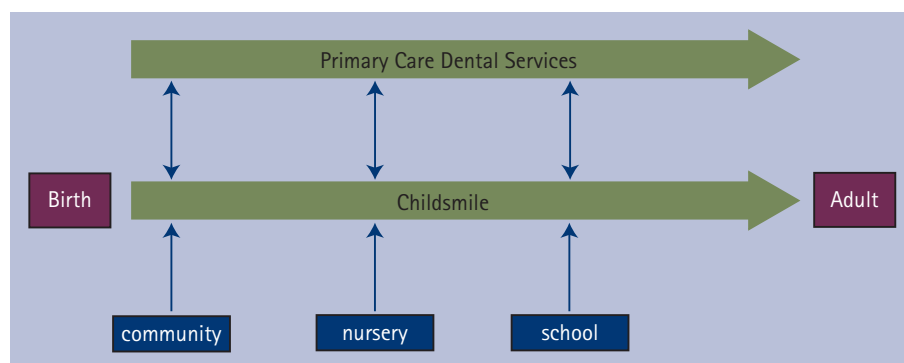 Primary Care Dental Services
Birth
Childsmile
Adult
community
nursery
school